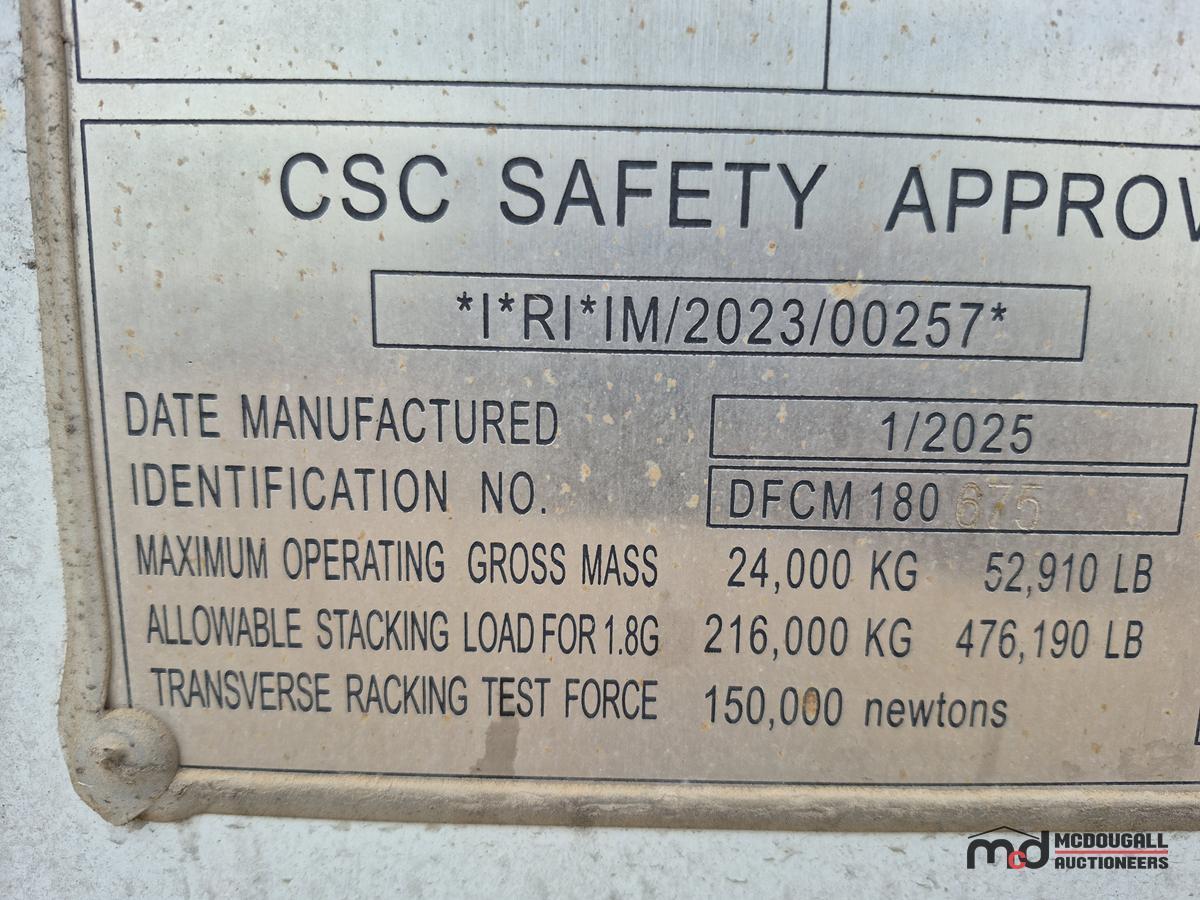 CSC SAFETY APPROV
*I*RI*IM/2023/00257*
DATE MANUFACTURED 1/2025
IDENTIFICATION NO. DFCM 180 675
MAXIMUM OPERATING GROSS MASS 24,000 KG 52,910 LB
ALLOWABLE STACKING LOAD FOR 1.8G 216,000 KG 476,190 LB
TRANSVERSE RACKING TEST FORCE 150,000 newtons
mcd MCDOUGALL
AUCTIONEERS